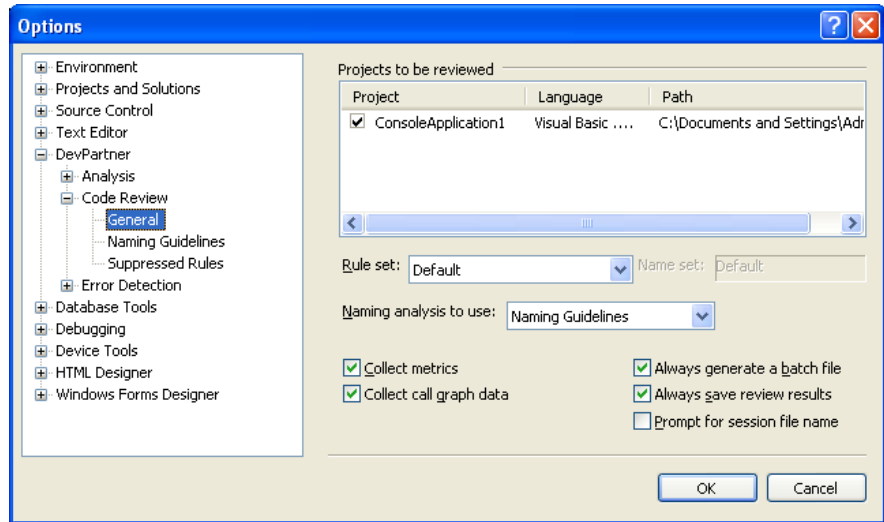 Options
Environment
Projects and Solutions
Source Control
Text Editor
DevPartner
Analysis
Code Review
General
Naming Guidelines
Suppressed Rules
Error Detection
Database Tools
Debugging
Device Tools
HTML Designer
Windows Forms Designer
Projects to be reviewed
Project Language Path
ConsoleApplication1 Visual Basic .... C:\Documents and Settings\Adr
Rule set: Default Name set: Default
Naming analysis to use: Naming Guidelines
Collect metrics Always generate a batch file
Collect call graph data Always save review results
Prompt for session file name
OK Cancel